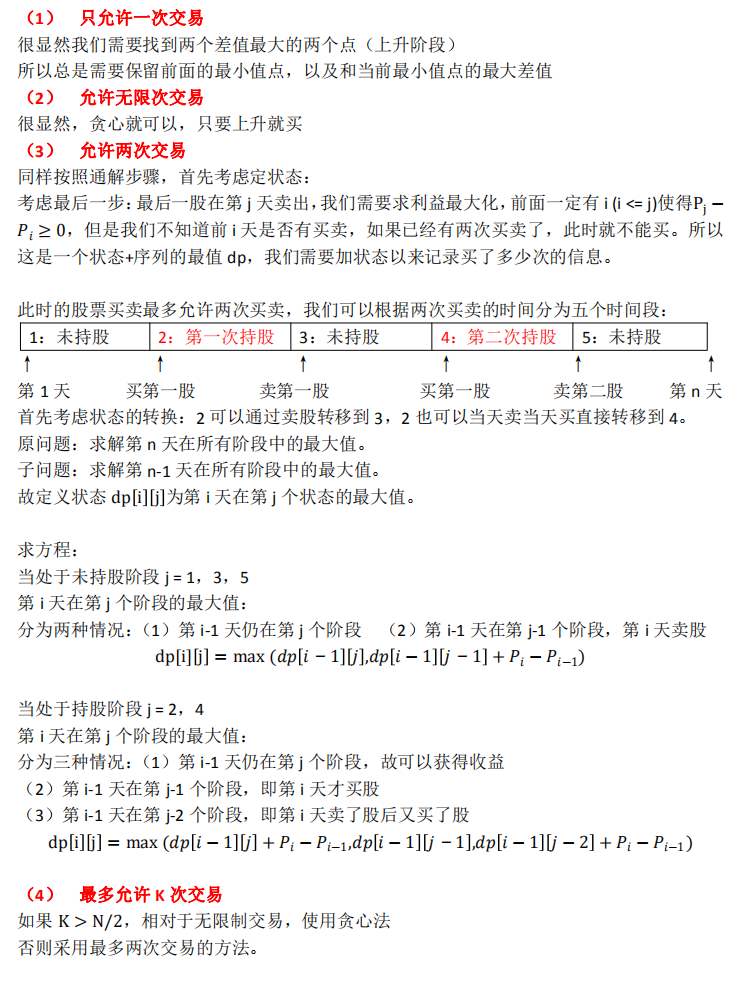 （1） 只允许一次交易
很显然我们需要找到两个差值最大的两个点（上升阶段）
所以总是需要保留前面的最小值点，以及和当前最小值点的最大差值
（2） 允许无限次交易
很显然，贪心就可以，只要上升就买
（3） 允许两次交易
同样按照通解步骤，首先考虑定状态：
考虑最后一步：最后一股在第 j 天卖出，我们需要求利益最大化，前面一定有 i (i <= j)使得P_j −
P_i ≥ 0，但是我们不知道前 i 天是否有买卖，如果已经有两次买卖了，此时就不能买。所以
这是一个状态+序列的最值 dp，我们需要加状态以来记录买了多少次的信息。
此时的股票买卖最多允许两次买卖，我们可以根据两次买卖的时间分为五个时间段：
1：未持股 2：第一次持股 3：未持股 4：第二次持股 5：未持股
↑ ↑ ↑ ↑ ↑ ↑
第 1 天 买第一股 卖第一股 买第一股 卖第二股 第 n 天
首先考虑状态的转换：2 可以通过卖股转移到 3，2 也可以当天卖当天买直接转移到 4。
原问题：求解第 n 天在所有阶段中的最大值。
子问题：求解第 n-1 天在所有阶段中的最大值。
故定义状态 dp[i][j]为第 i 天在第 j 个状态的最大值。
求方程：
当处于未持股阶段 j = 1，3，5
第 i 天在第 j 个阶段的最大值：
分为两种情况：（1）第 i-1 天仍在第 j 个阶段 （2）第 i-1 天在第 j-1 个阶段，第 i 天卖股
dp[i][j] = max (dp[i − 1][j],dp[i − 1][j − 1] + P_i − P_{i−1})
当处于持股阶段 j = 2，4
第 i 天在第 j 个阶段的最大值：
分为三种情况：（1）第 i-1 天仍在第 j 个阶段，故可以获得收益
（2）第 i-1 天在第 j-1 个阶段，即第 i 天才买股
（3）第 i-1 天在第 j-2 个阶段，即第 i 天卖了股后又买了股
dp[i][j] = max (dp[i − 1][j] + P_i − P_{i−1},dp[i − 1][j − 1],dp[i − 1][j − 2] + P_i − P_{i−1})
（4） 最多允许 K 次交易
如果 K > N/2，相对于无限制交易，使用贪心法
否则采用最多两次交易的方法。